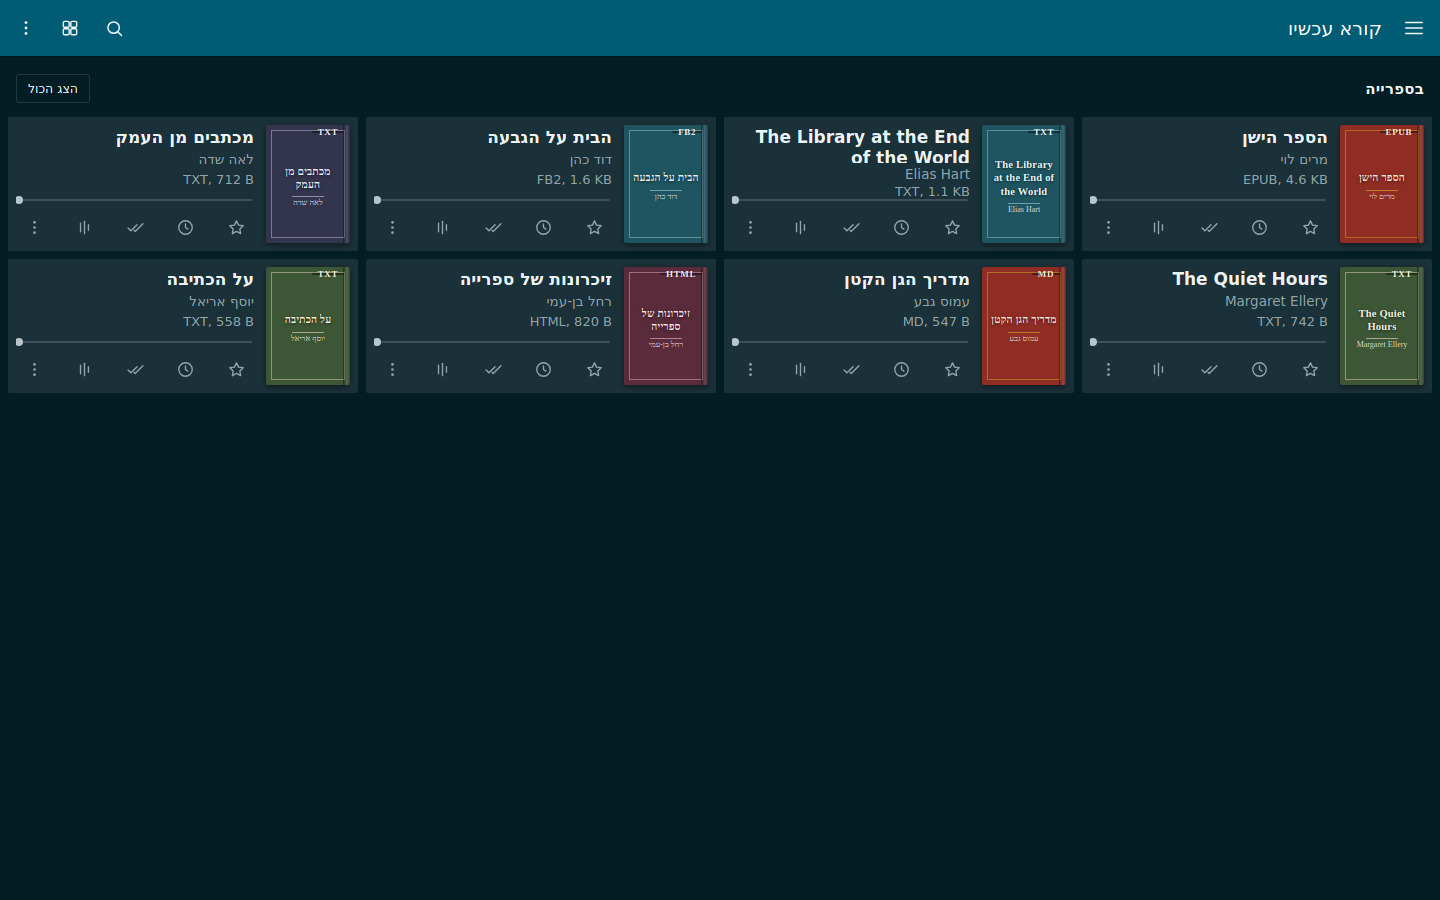 קורא עכשיו
בספרייה
הצג הכול
EPUB
הספר הישן
מרים לוי
הספר הישן
מרים לוי
EPUB, 4.6 KB
TXT
The Library
at the End of
the World
Elias Hart
The Library at the End
of the World
Elias Hart
TXT, 1.1 KB
FB2
הבית על הגבעה
דוד כהן
הבית על הגבעה
דוד כהן
FB2, 1.6 KB
TXT
מכתבים מן
העמק
לאה שדה
מכתבים מן העמק
לאה שדה
TXT, 712 B
TXT
The Quiet
Hours
Margaret Ellery
The Quiet Hours
Margaret Ellery
TXT, 742 B
MD
מדריך הגן הקטן
עמוס גבע
מדריך הגן הקטן
עמוס גבע
MD, 547 B
HTML
זיכרונות של
ספרייה
רחל בן-עמי
זיכרונות של ספרייה
רחל בן-עמי
HTML, 820 B
TXT
על הכתיבה
יוסף אריאל
על הכתיבה
יוסף אריאל
TXT, 558 B